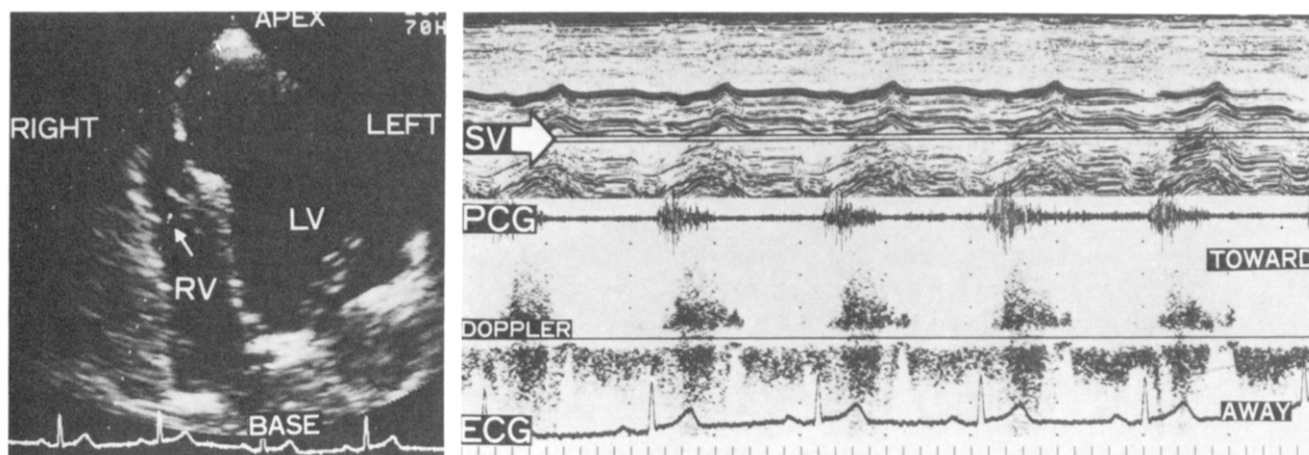 APEX
70H
RIGHT
LEFT
LV
RV
BASE
SV
PCG
TOWARD
DOPPLER
AWAY
ECG